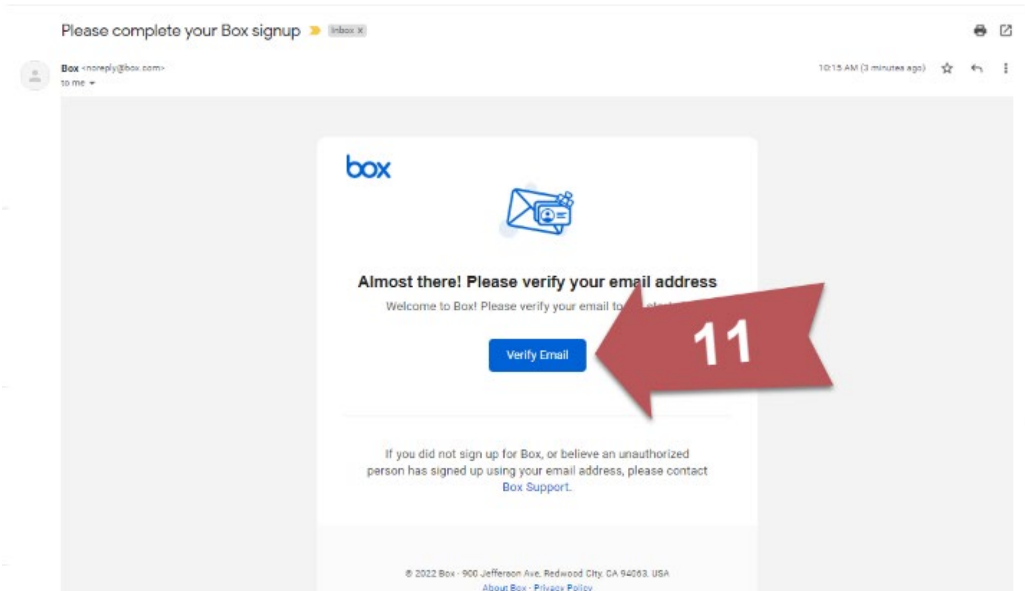 Please complete your Box signup
Inbox x
Box <noreply@box.com>
10:15 AM (3 minutes ago)
to me
box
Almost there! Please verify your email address
Welcome to Box! Please verify your email to
Verify Email
11
If you did not sign up for Box, or believe an unauthorized
person has signed up using your email address, please contact
Box Support.
© 2022 Box - 900 Jefferson Ave, Redwood City, CA 94063, USA
About Box - Privacy Policy